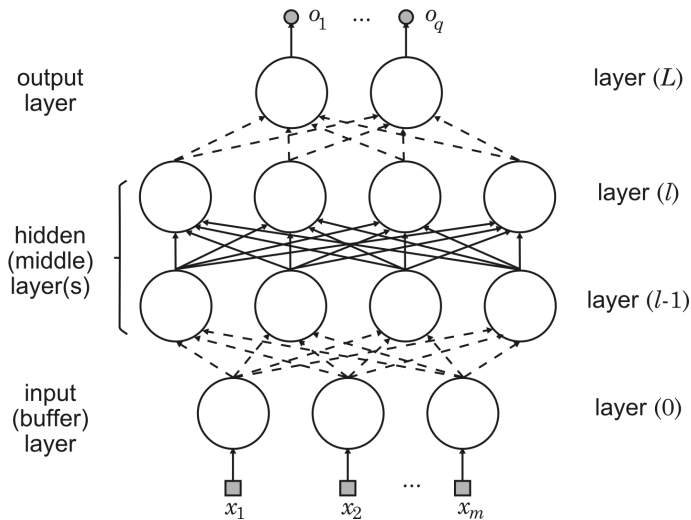 o1 ... oq
output
layer
layer (L)
layer (l)
hidden
(middle)
layer(s)
layer (l-1)
input
(buffer)
layer
layer (0)
x1 x2 ... xm